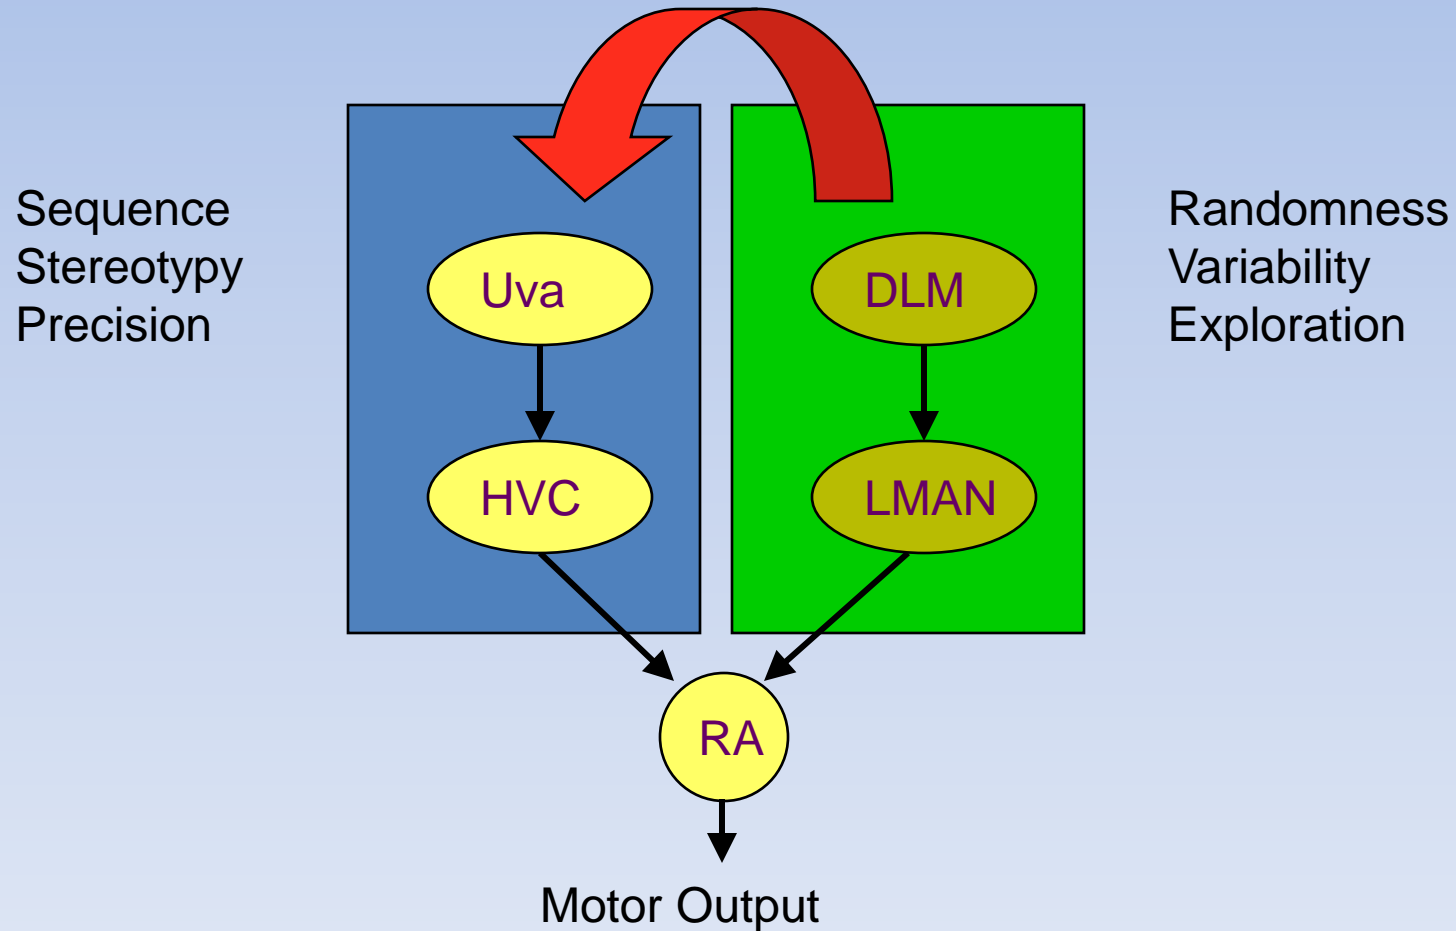 Sequence
Stereotypy
Precision
Uva
HVC
DLM
LMAN
Randomness
Variability
Exploration
RA
Motor Output